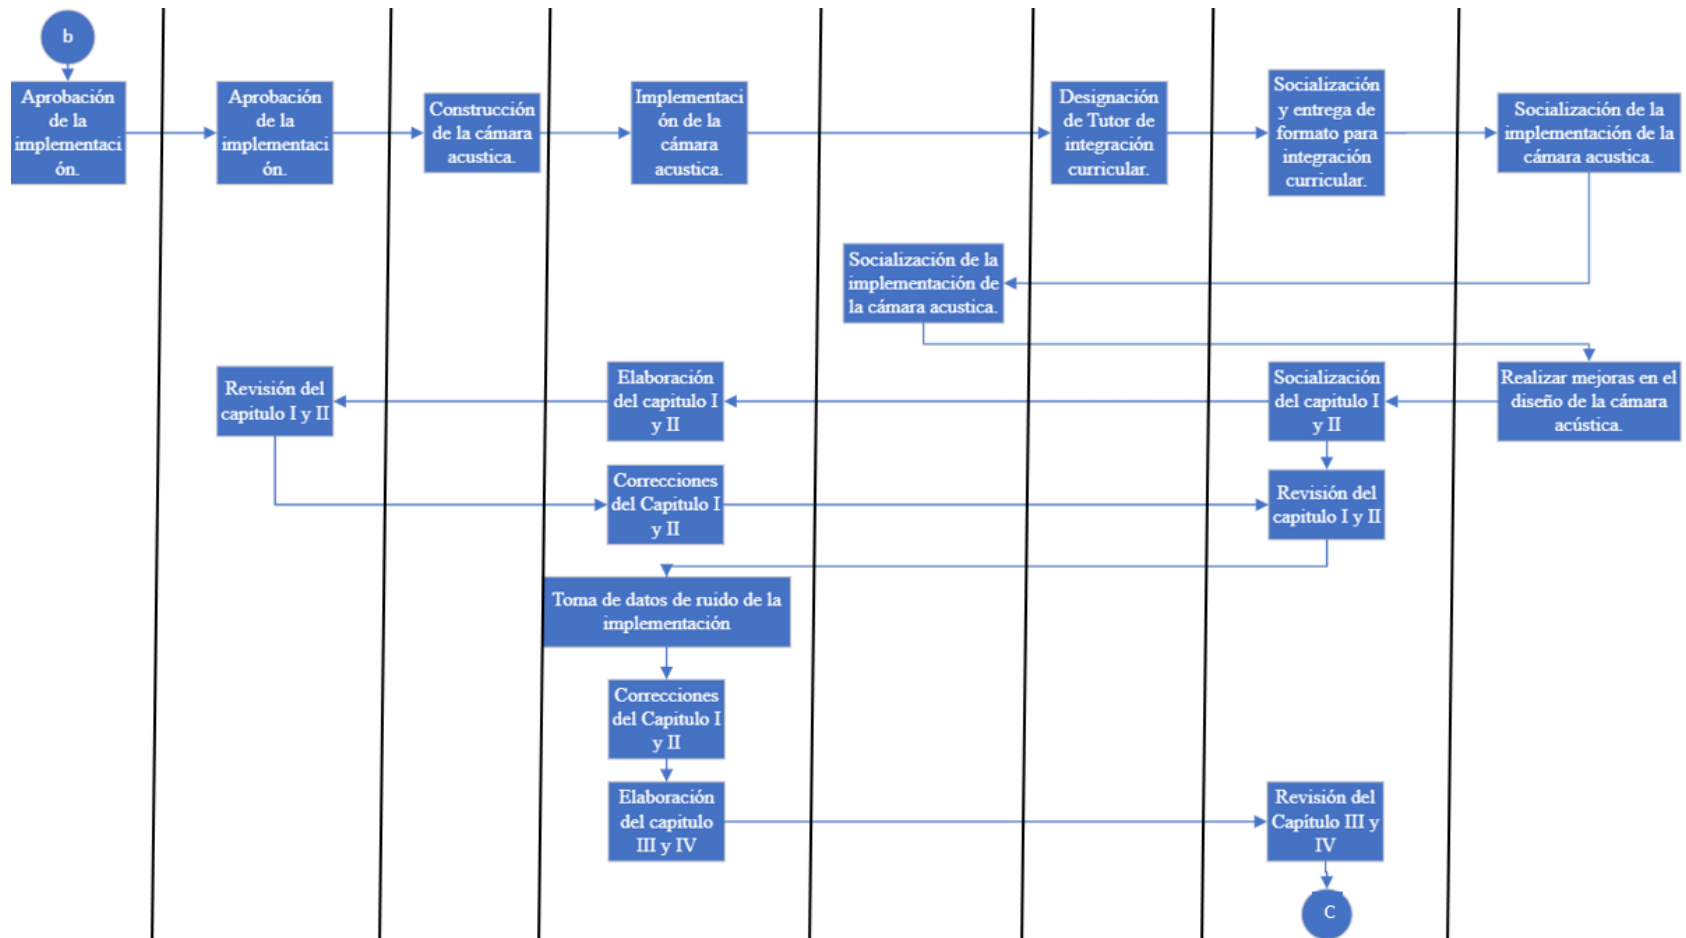 b
Aprobación
de la
implementaci
ón.
Aprobación
de la
implementaci
ón.
Construcción
de la cámara
acustica.
Implementaci
ón de la
cámara
acustica.
Designación
de Tutor de
integración
curricular.
Socialización
y entrega de
formato para
integración
curricular.
Socialización de la
implementación de la
cámara acustica.
Socialización de la
implementación de
la cámara acustica.
Realizar mejoras en el
diseño de la cámara
acústica.
Socialización
del capitulo I
y II
Elaboración
del capitulo I
y II
Revisión del
capitulo I y II
Correcciones
del Capitulo I
y II
Revisión del
capitulo I y II
Toma de datos de ruido de la
implementación
Correcciones
del Capitulo I
y II
Elaboración
del capitulo
III y IV
Revisión del
Capítulo III y
IV
C